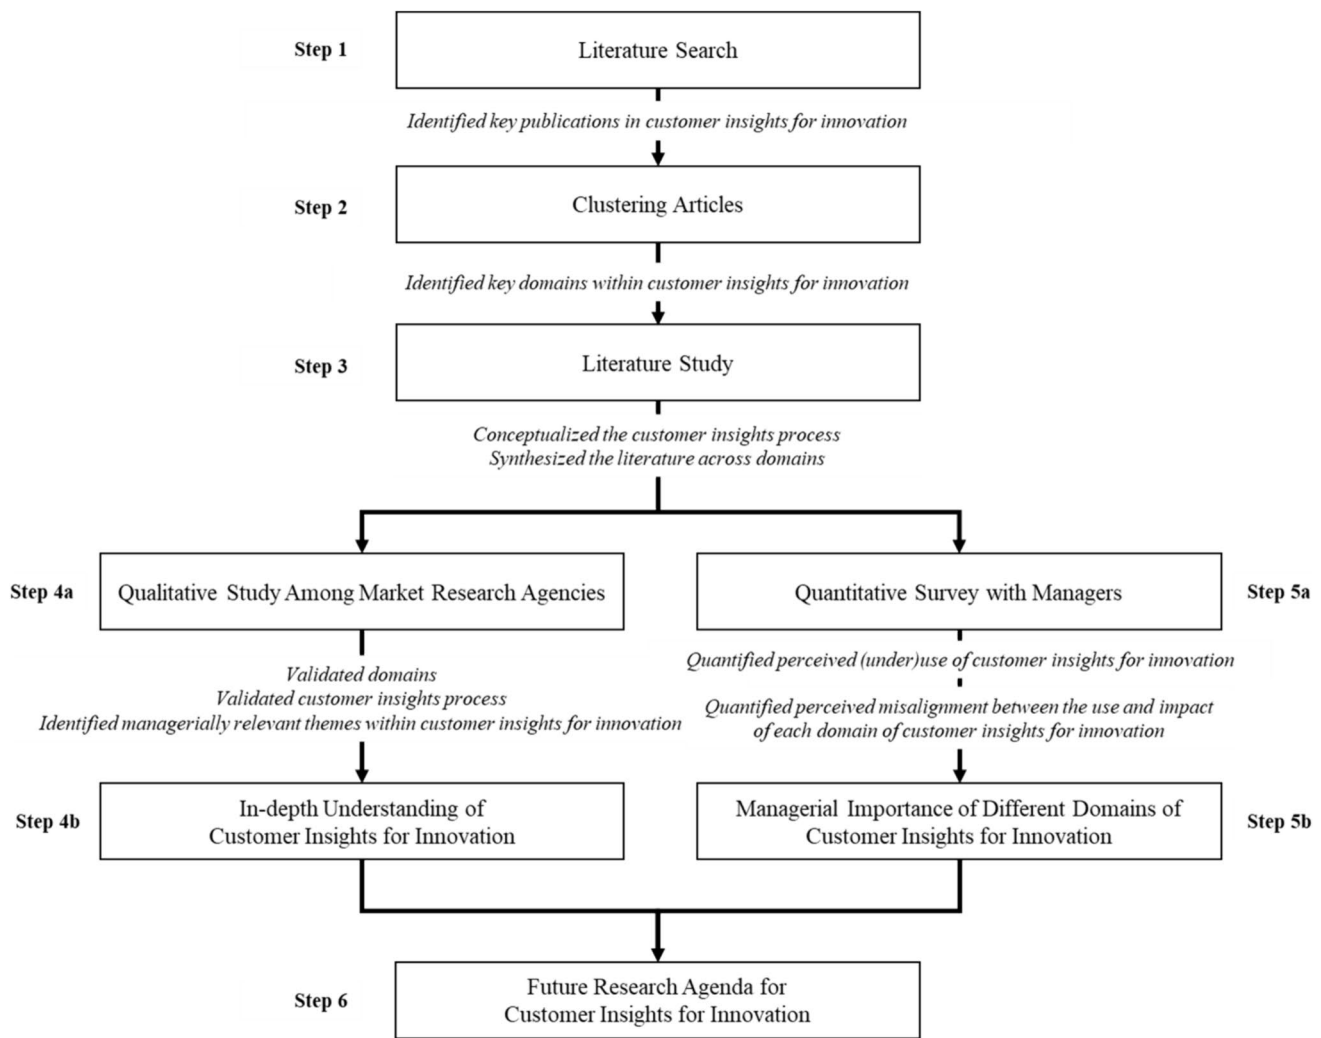 Step 1
Literature Search
Identified key publications in customer insights for innovation
Step 2
Clustering Articles
Identified key domains within customer insights for innovation
Step 3
Literature Study
Conceptualized the customer insights process
Synthesized the literature across domains
Step 4a
Qualitative Study Among Market Research Agencies
Validated domains
Validated customer insights process
Identified managerially relevant themes within customer insights for innovation
Step 4b
In-depth Understanding of
Customer Insights for Innovation
Quantitative Survey with Managers
Step 5a
Quantified perceived (under)use of customer insights for innovation
Quantified perceived misalignment between the use and impact
of each domain of customer insights for innovation
Managerial Importance of Different Domains of
Customer Insights for Innovation
Step 5b
Step 6
Future Research Agenda for
Customer Insights for Innovation